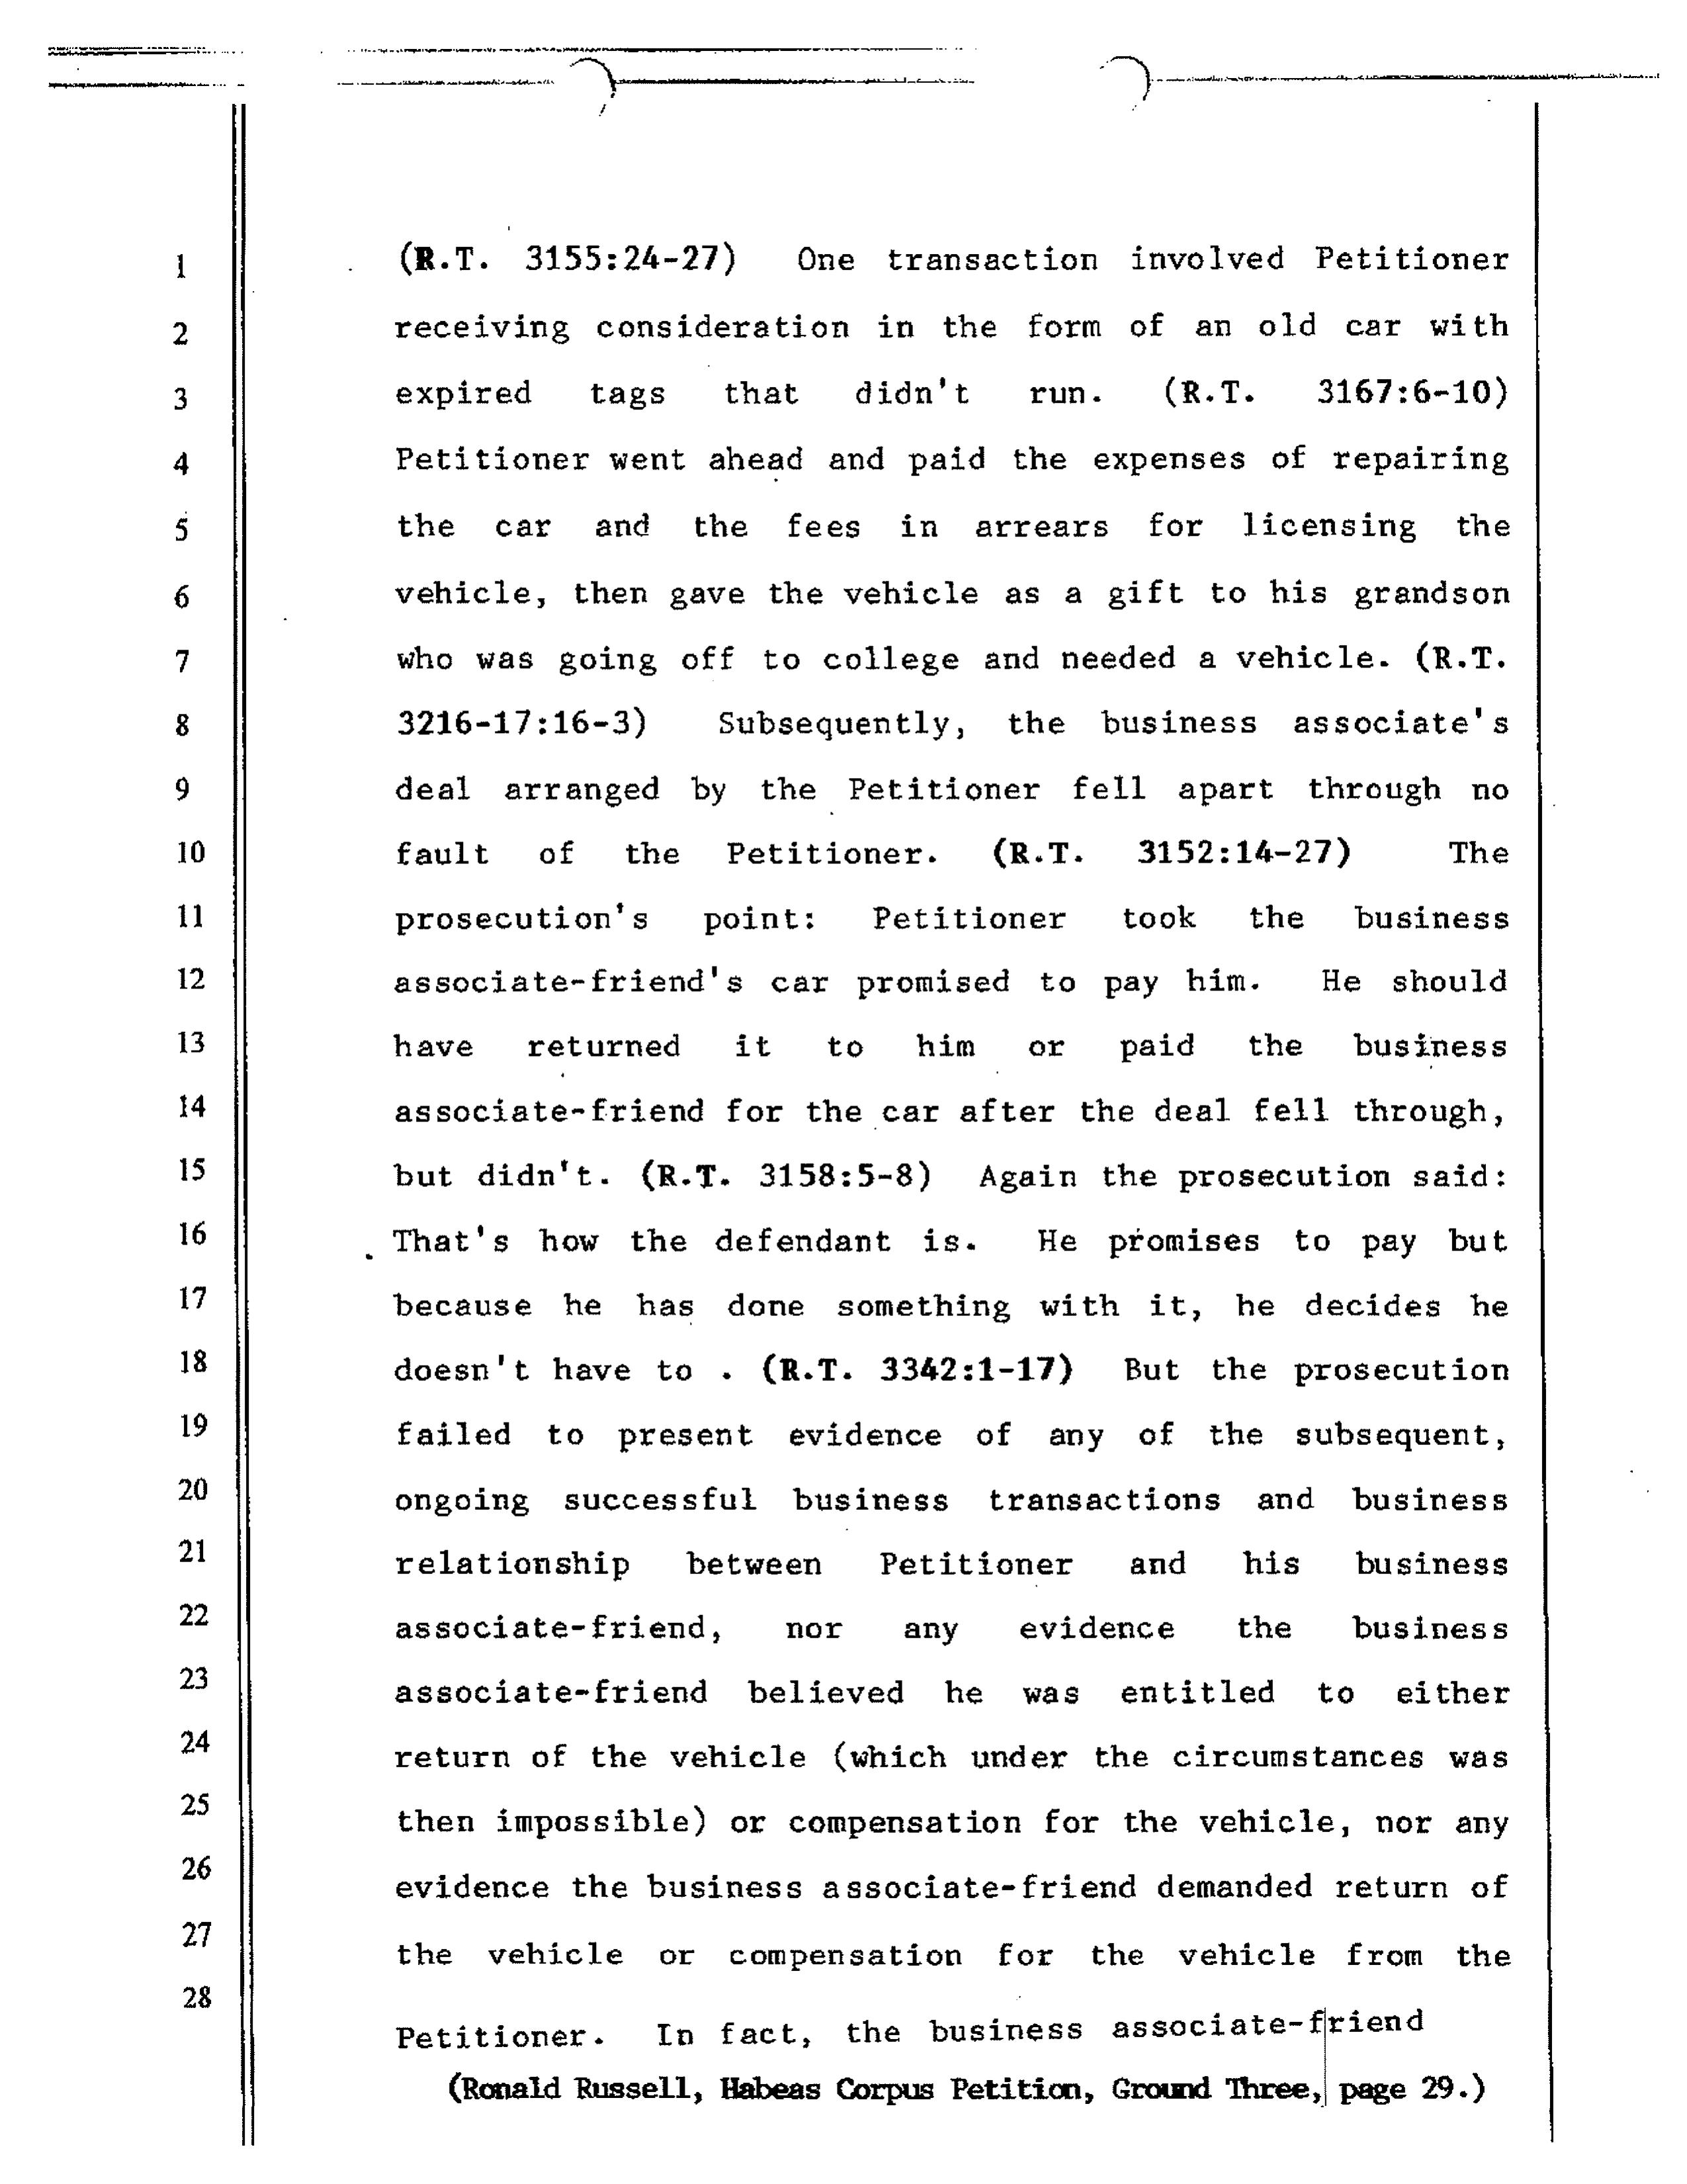 1 (R.T. 3155:24-27) One transaction involved Petitioner
2 receiving consideration in the form of an old car with
3 expired tags that didn't run. (R.T. 3167:6-10)
4 Petitioner went ahead and paid the expenses of repairing
5 the car and the fees in arrears for licensing the
6 vehicle, then gave the vehicle as a gift to his grandson
7 who was going off to college and needed a vehicle. (R.T.
8 3216-17:16-3) Subsequently, the business associate's
9 deal arranged by the Petitioner fell apart through no
10 fault of the Petitioner. (R.T. 3152:14-27) The
11 prosecution's point: Petitioner took the business
12 associate-friend's car promised to pay him. He should
13 have returned it to him or paid the business
14 associate-friend for the car after the deal fell through,
15 but didn't. (R.T. 3158:5-8) Again the prosecution said:
16 That's how the defendant is. He promises to pay but
17 because he has done something with it, he decides he
18 doesn't have to . (R.T. 3342:1-17) But the prosecution
19 failed to present evidence of any of the subsequent,
20 ongoing successful business transactions and business
21 relationship between Petitioner and his business
22 associate-friend, nor any evidence the business
23 associate-friend believed he was entitled to either
24 return of the vehicle (which under the circumstances was
25 then impossible) or compensation for the vehicle, nor any
26 evidence the business associate-friend demanded return of
27 the vehicle or compensation for the vehicle from the
28 Petitioner. In fact, the business associate-friend
(Ronald Russell, Habeas Corpus Petition, Ground Three, page 29.)